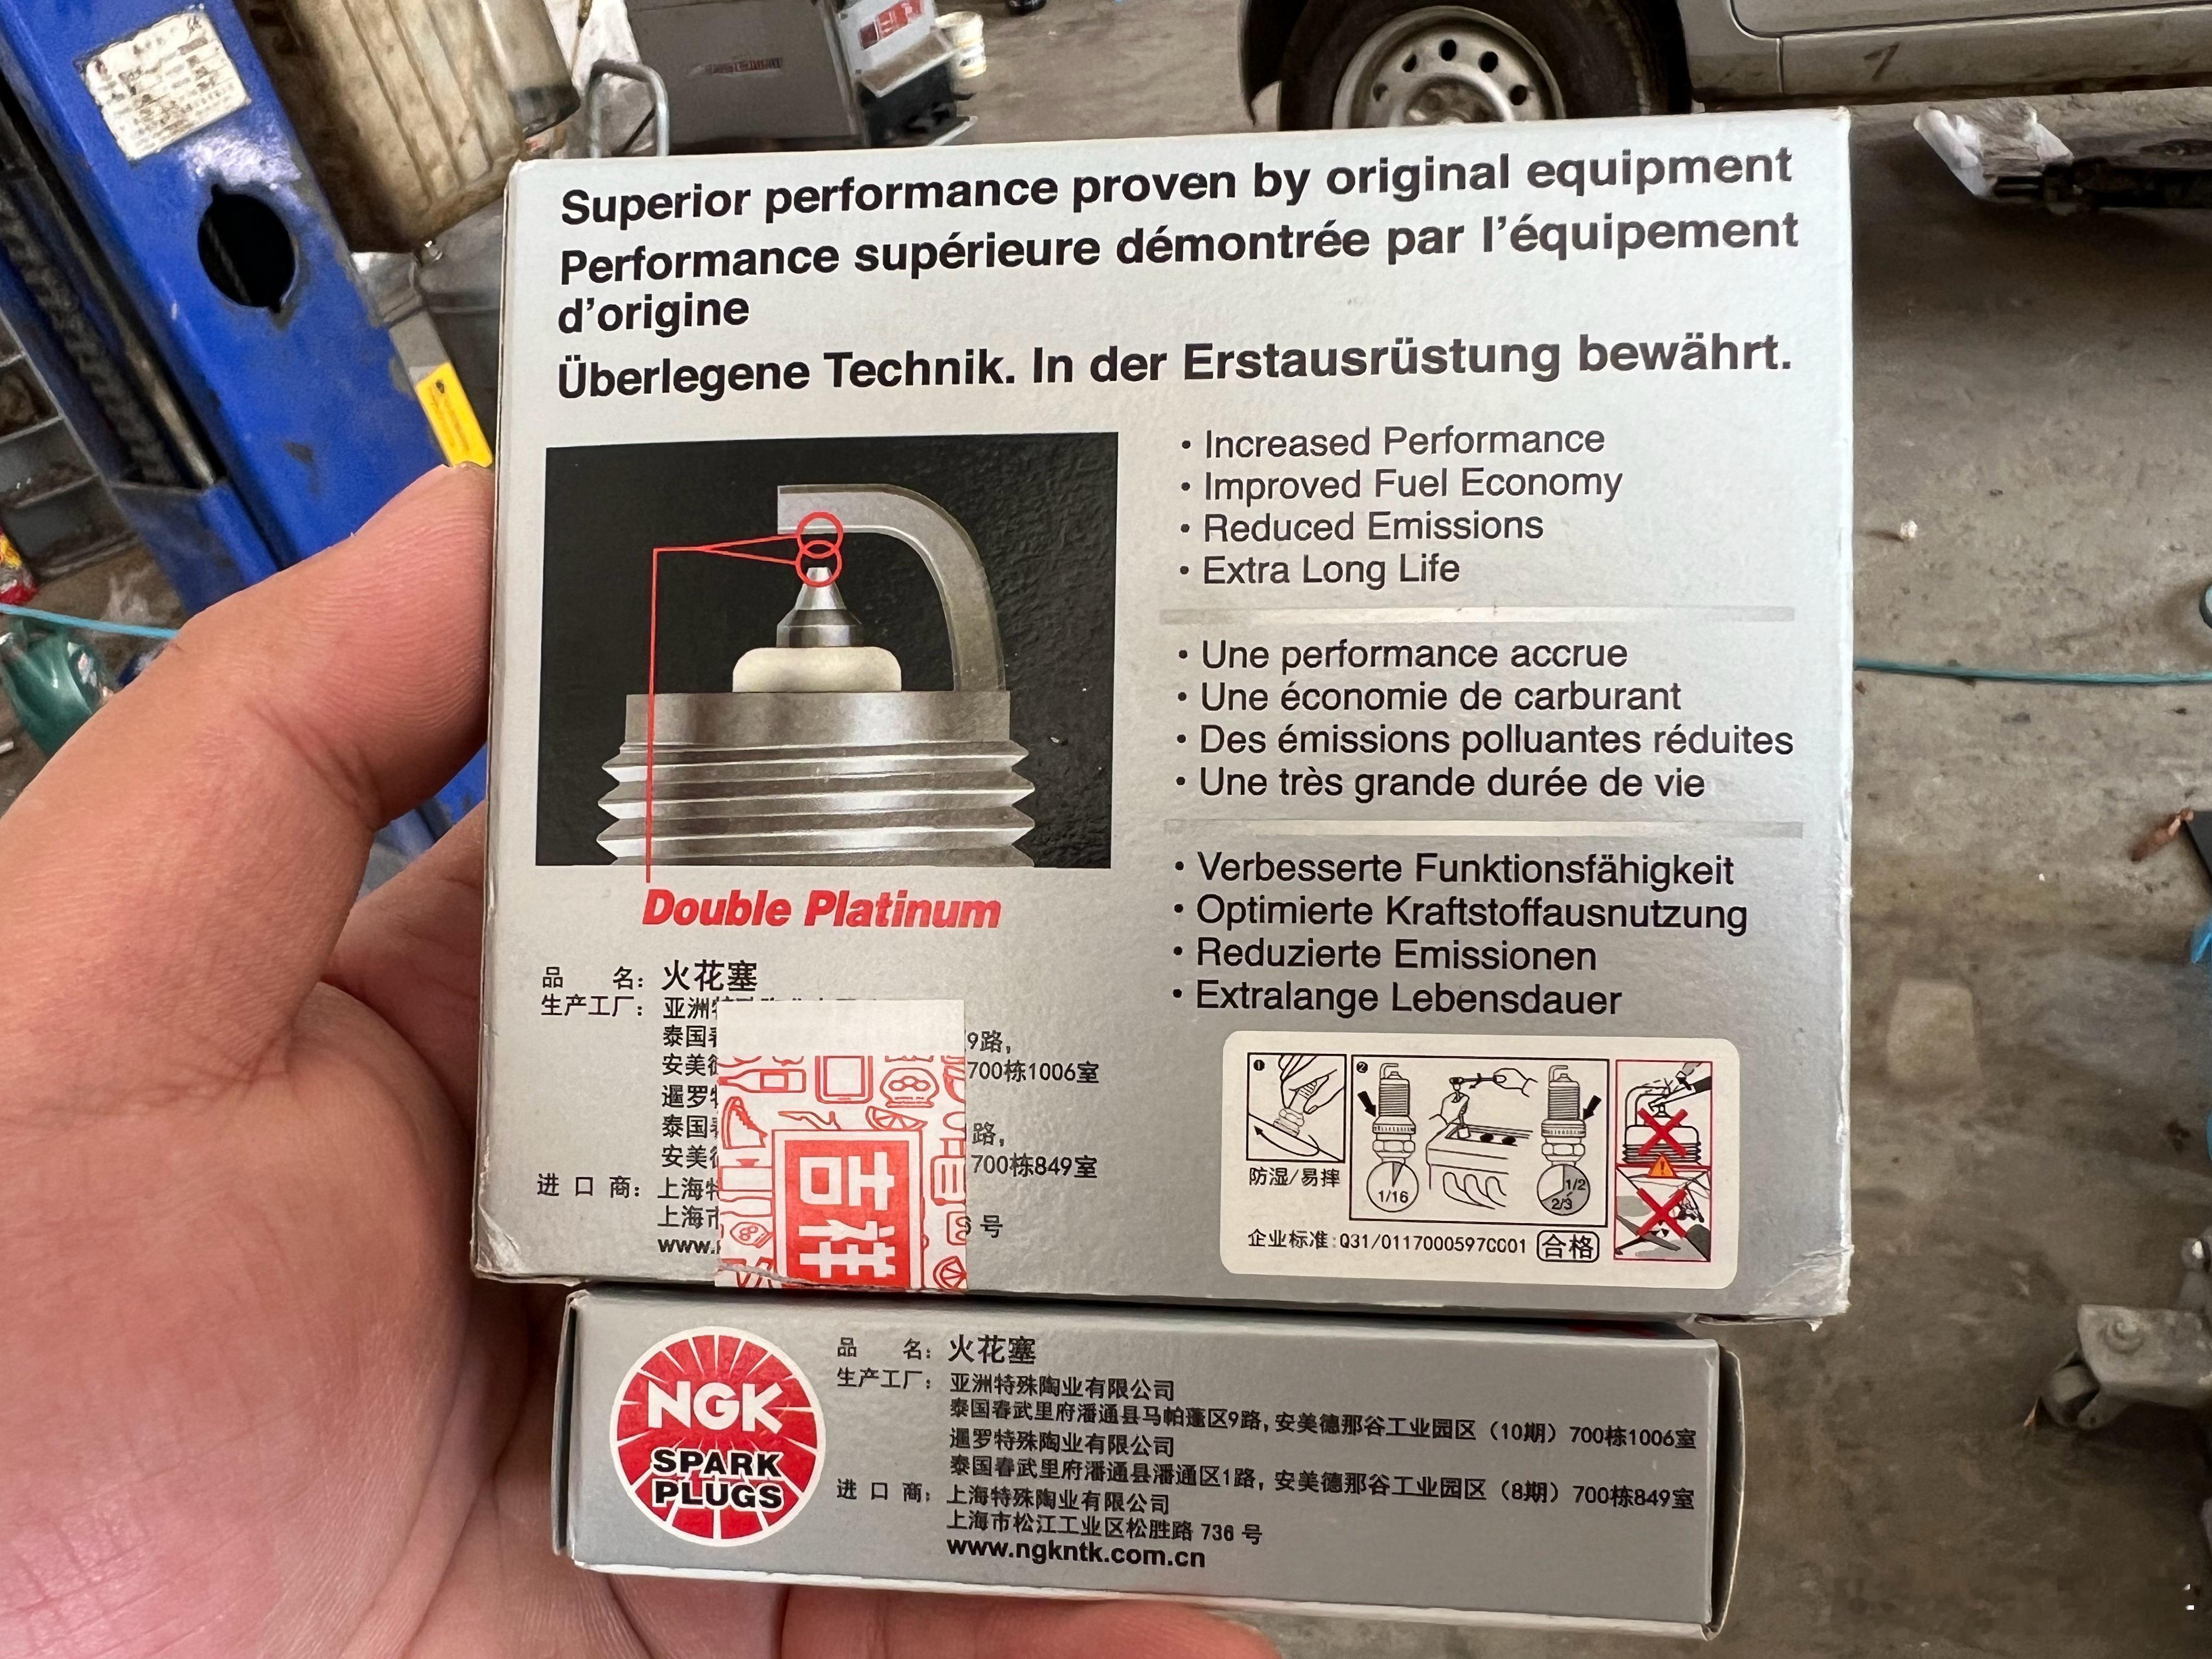 Superior performance proven by original equipment
Performance supérieure démontrée par l'équipement
d'origine
Überlegene Technik. In der Erstausrüstung bewährt.
• Increased Performance
• Improved Fuel Economy
• Reduced Emissions
• Extra Long Life
• Une performance accrue
• Une économie de carburant
• Des émissions polluantes réduites
• Une très grande durée de vie
• Verbesserte Funktionsfähigkeit
• Optimierte Kraftstoffausnutzung
• Reduzierte Emissionen
• Extralange Lebensdauer
Double Platinum
品 名: 火花塞
生产工厂: 亚洲
泰国 9路,
安美 700栋1006室
暹罗
泰国 路,
安美 700栋849室
进口商: 上海
上海 号
www.
吉祥
❶ ❷
1/16 1/2
2/3
防湿/易摔
企业标准:Q31/0117000597C001 合格
NGK
SPARK
PLUGS
品 名: 火花塞
生产工厂: 亚洲特殊陶业有限公司
泰国春武里府潘通县马帕蓬区9路, 安美德那谷工业园区（10期）700栋1006室
暹罗特殊陶业有限公司
泰国春武里府潘通县潘通区1路, 安美德那谷工业园区（8期）700栋849室
进口商: 上海特殊陶业有限公司
上海市松江工业区松胜路 736 号
www.ngkntk.com.cn